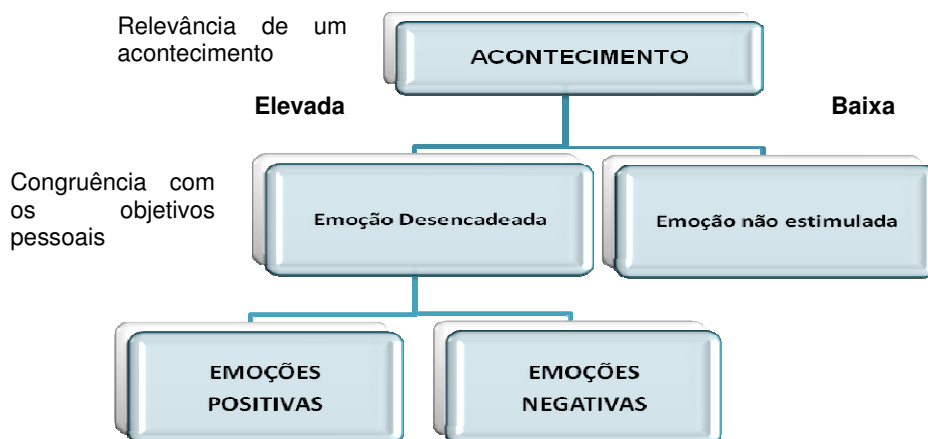 Relevância de um
acontecimento
ACONTECIMENTO
Elevada
Baixa
Congruência com
os objetivos
pessoais
Emoção Desencadeada
Emoção não estimulada
EMOÇÕES
POSITIVAS
EMOÇÕES
NEGATIVAS